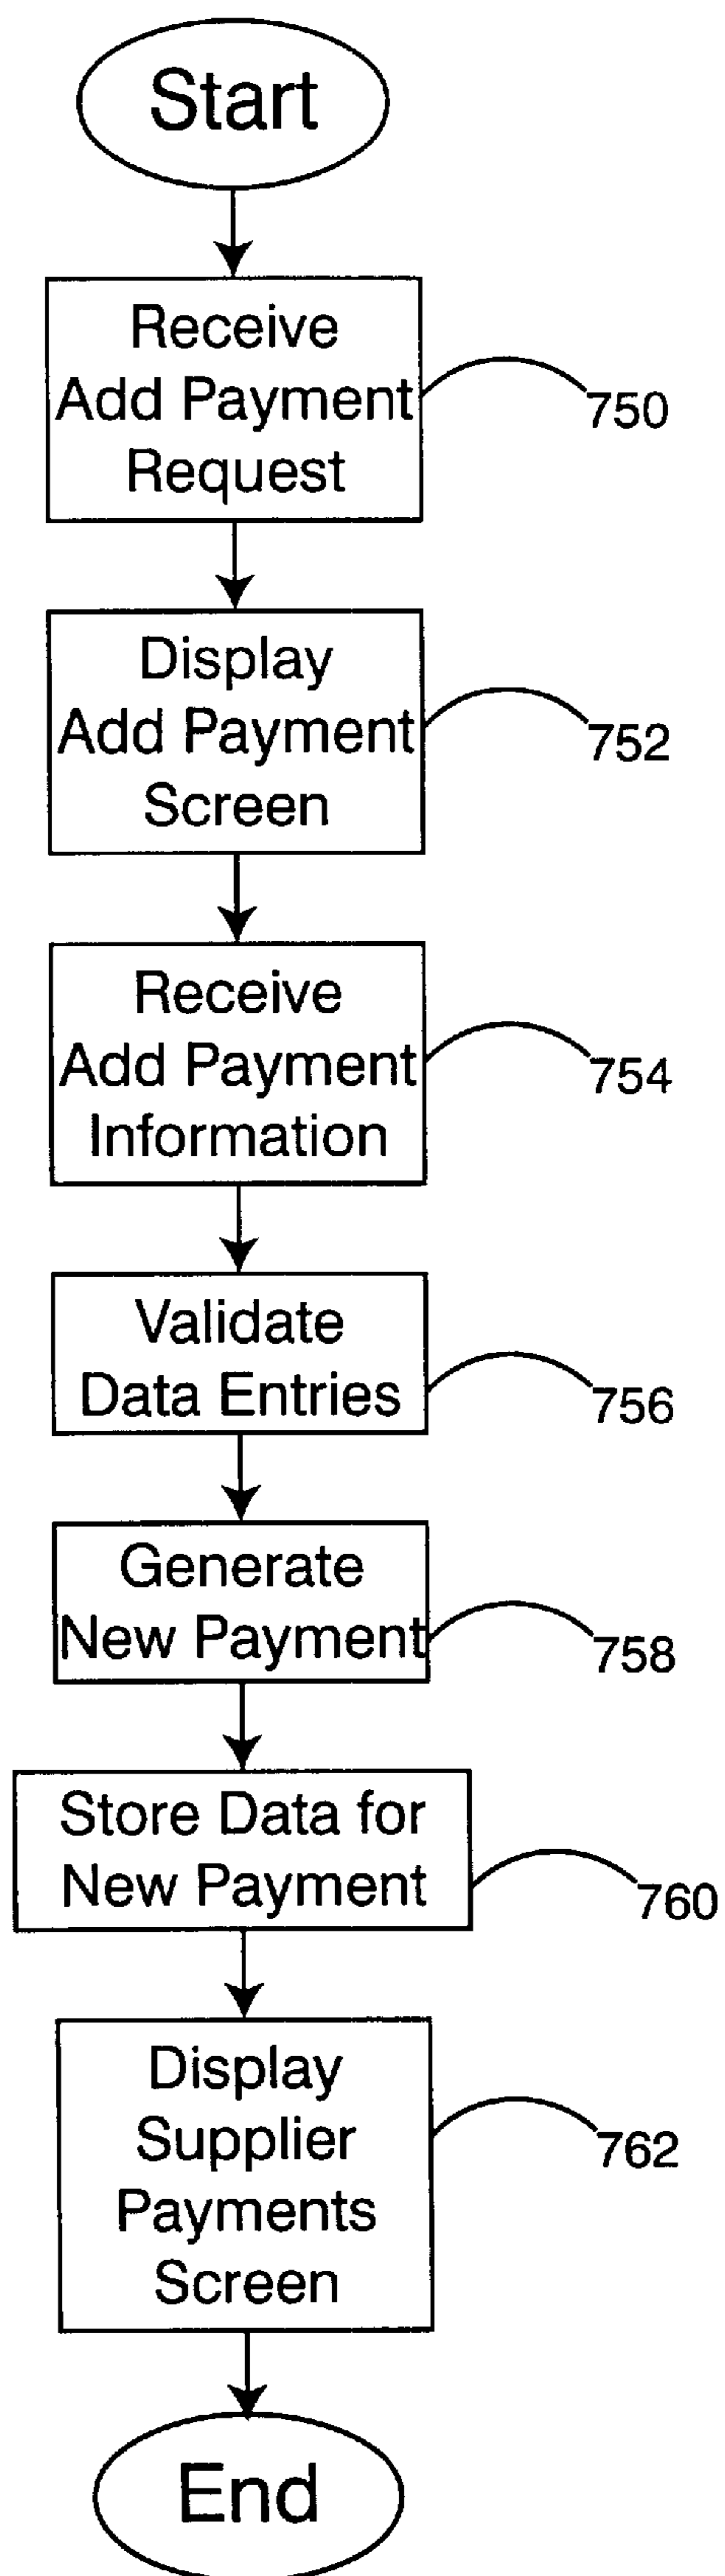 Start
Receive
Add Payment
Request
750
Display
Add Payment
Screen
752
Receive
Add Payment
Information
754
Validate
Data Entries
756
Generate
New Payment
758
Store Data for
New Payment
760
Display
Supplier
Payments
Screen
762
End